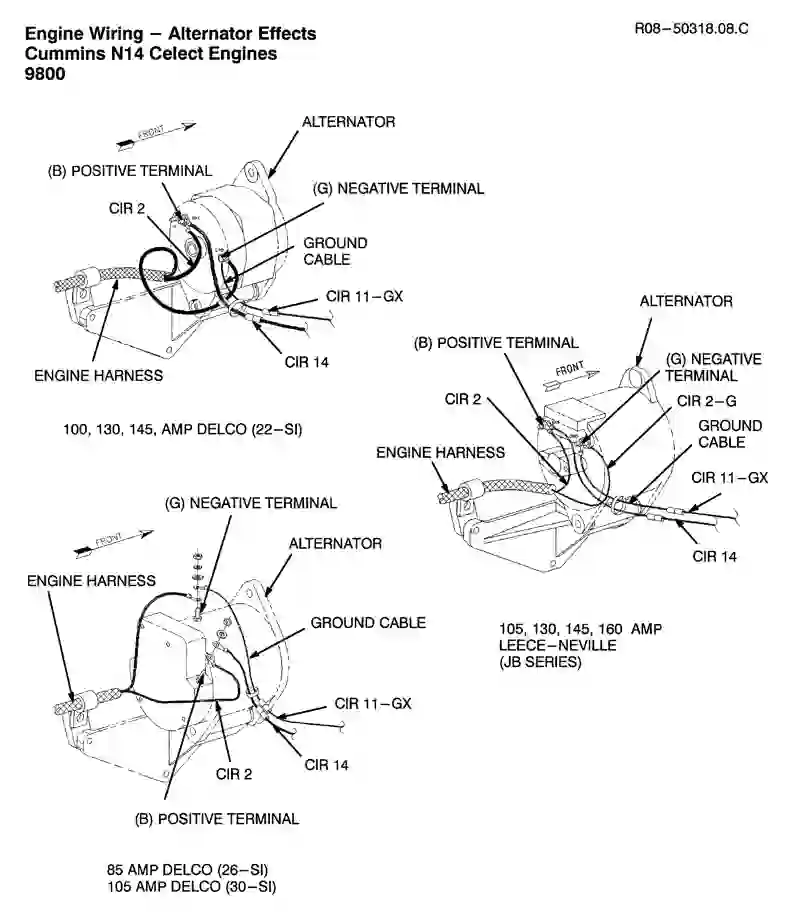 Engine Wiring – Alternator Effects
Cummins N14 Celect Engines
9800
R08–50318.08.C
FRONT
ALTERNATOR
(B) POSITIVE TERMINAL
(G) NEGATIVE TERMINAL
CIR 2
GROUND
CABLE
CIR 11–GX
CIR 14
ENGINE HARNESS
100, 130, 145, AMP DELCO (22–SI)
ALTERNATOR
(B) POSITIVE TERMINAL
FRONT
(G) NEGATIVE
TERMINAL
CIR 2
CIR 2–G
GROUND
CABLE
ENGINE HARNESS
CIR 11–GX
CIR 14
105, 130, 145, 160 AMP
LEECE–NEVILLE
(JB SERIES)
(G) NEGATIVE TERMINAL
FRONT
ALTERNATOR
ENGINE HARNESS
GROUND CABLE
CIR 11–GX
CIR 14
CIR 2
(B) POSITIVE TERMINAL
85 AMP DELCO (26–SI)
105 AMP DELCO (30–SI)